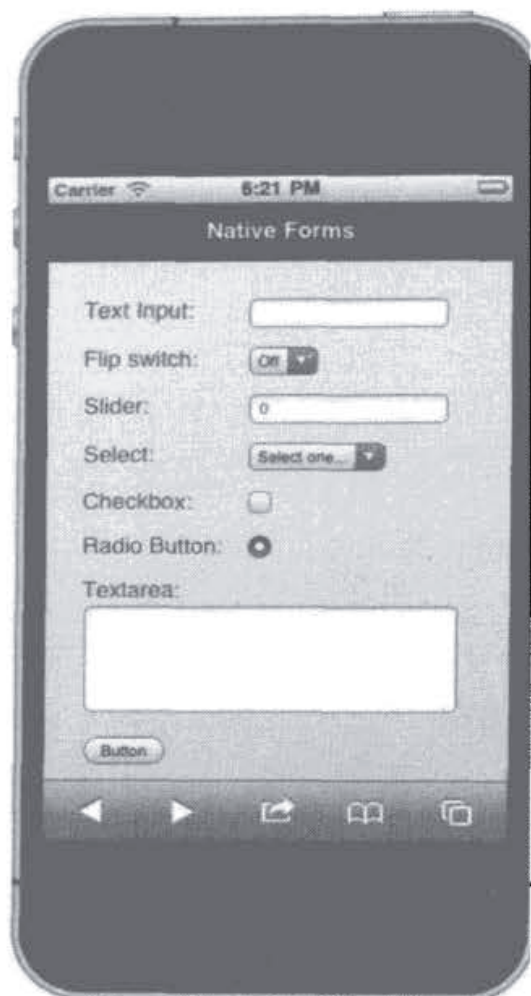 Carrier 6:21 PM
Native Forms
Text Input:
Flip switch: Off
Slider: 0
Select: Select one...
Checkbox:
Radio Button:
Textarea:
Button